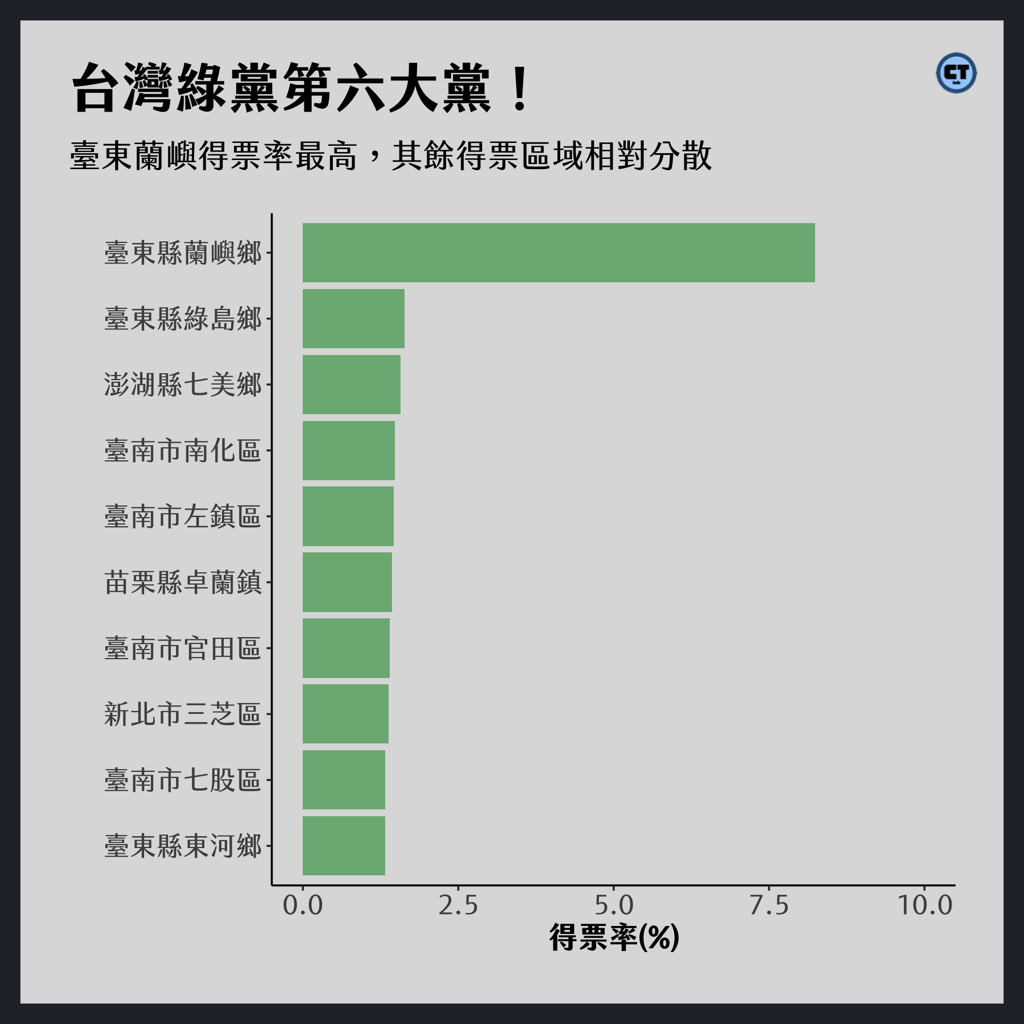 台灣綠黨第六大黨！
CT
臺東蘭嶼得票率最高，其餘得票區域相對分散
臺東縣蘭嶼鄉
臺東縣綠島鄉
澎湖縣七美鄉
臺南市南化區
臺南市左鎮區
苗栗縣卓蘭鎮
臺南市官田區
新北市三芝區
臺南市七股區
臺東縣東河鄉
0.0 2.5 5.0 7.5 10.0
得票率(%)